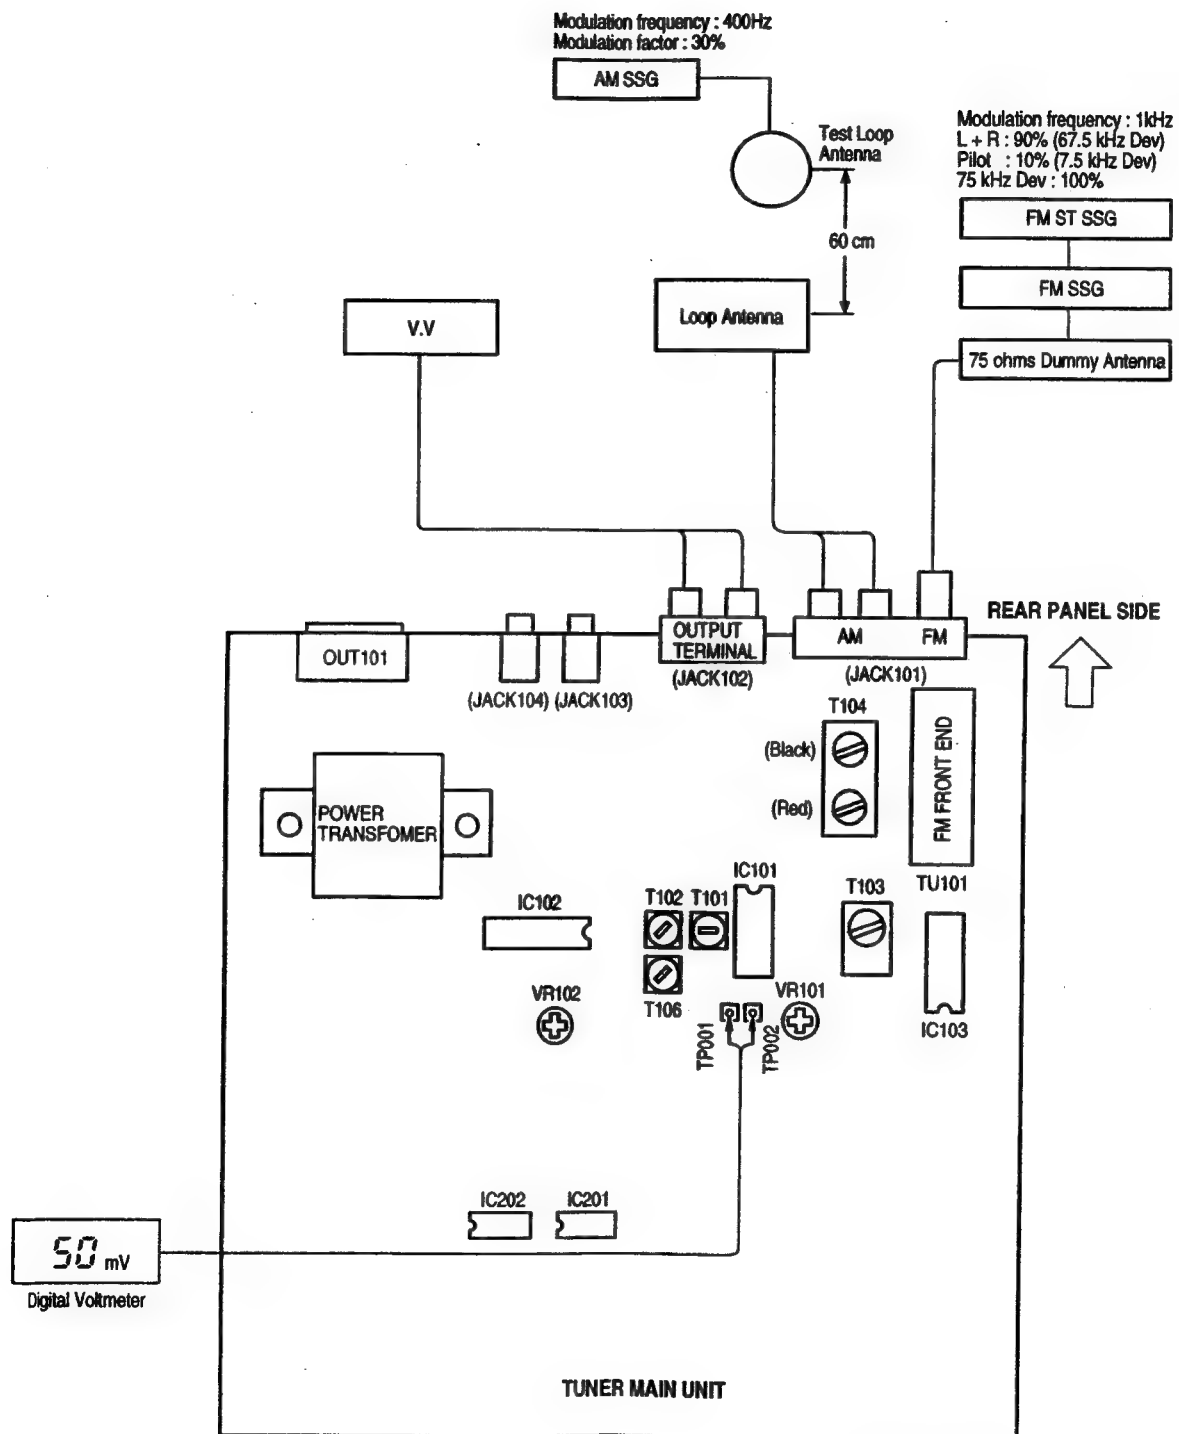 Modulation frequency : 400Hz
Modulation factor : 30%
AM SSG
Test Loop
Antenna
Modulation frequency : 1kHz
L + R : 90% (67.5 kHz Dev)
Pilot : 10% (7.5 kHz Dev)
75 kHz Dev : 100%
FM ST SSG
60 cm
FM SSG
Loop Antenna
V.V
75 ohms Dummy Antenna
REAR PANEL SIDE
OUTPUT
TERMINAL
AM
FM
OUT101
(JACK104)
(JACK103)
(JACK102)
(JACK101)
T104
(Black)
(Red)
FM FRONT END
POWER
TRANSFOMER
TU101
IC101
T103
T102
T101
IC102
VR102
T106
VR101
TP001
TP002
IC103
IC202
IC201
50 mV
Digital Voltmeter
TUNER MAIN UNIT